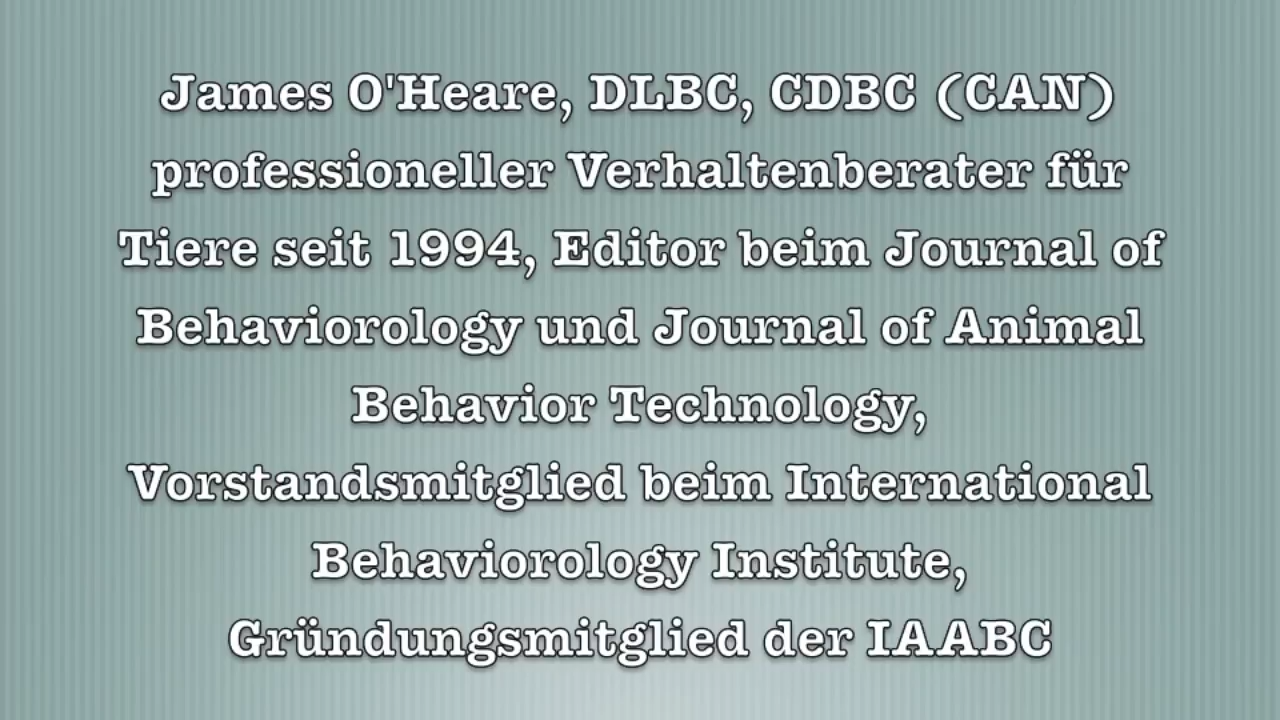 James O'Heare, DLBC, CDBC (CAN)
professioneller Verhaltenberater für
Tiere seit 1994, Editor beim Journal of
Behaviorology und Journal of Animal
Behavior Technology,
Vorstandsmitglied beim International
Behaviorology Institute,
Gründungsmitglied der IAABC